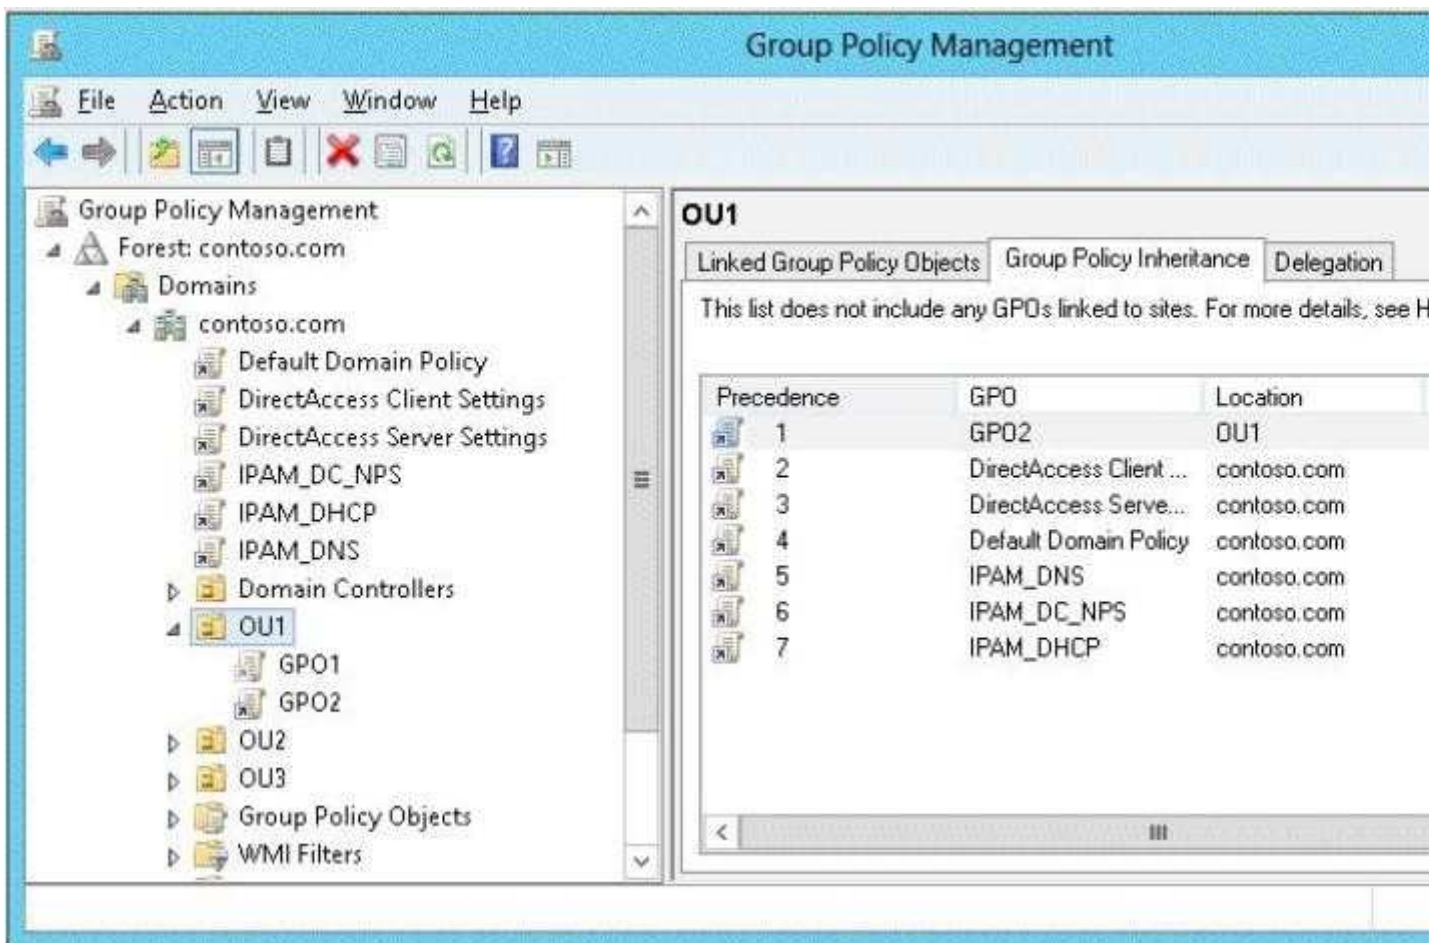 Group Policy Management
File Action View Window Help
Group Policy Management
Forest: contoso.com
Domains
contoso.com
Default Domain Policy
DirectAccess Client Settings
DirectAccess Server Settings
IPAM_DC_NPS
IPAM_DHCP
IPAM_DNS
Domain Controllers
OU1
GPO1
GPO2
OU2
OU3
Group Policy Objects
WMI Filters
OU1
Linked Group Policy Objects Group Policy Inheritance Delegation
This list does not include any GPOs linked to sites. For more details, see H
Precedence GPO Location
1 GPO2 OU1
2 DirectAccess Client ... contoso.com
3 DirectAccess Serve... contoso.com
4 Default Domain Policy contoso.com
5 IPAM_DNS contoso.com
6 IPAM_DC_NPS contoso.com
7 IPAM_DHCP contoso.com